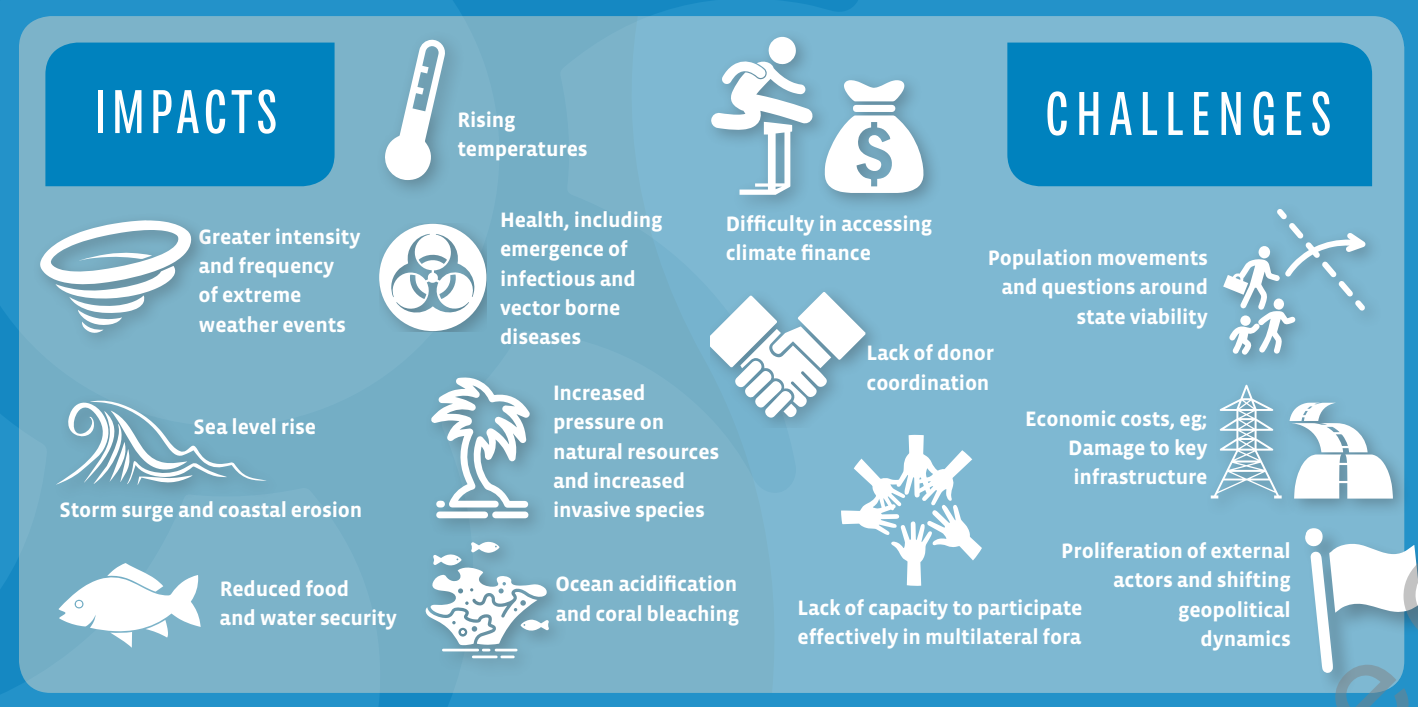 IMPACTS
Rising
temperatures
Greater intensity
and frequency
of extreme
weather events
Health, including
emergence of
infectious and
vector borne
diseases
Sea level rise
Storm surge and coastal erosion
Increased
pressure on
natural resources
and increased
invasive species
Reduced food
and water security
Ocean acidification
and coral bleaching
CHALLENGES
$
Difficulty in accessing
climate finance
Population movements
and questions around
state viability
Lack of donor
coordination
Economic costs, eg;
Damage to key
infrastructure
Lack of capacity to participate
effectively in multilateral fora
Proliferation of external
actors and shifting
geopolitical
dynamics